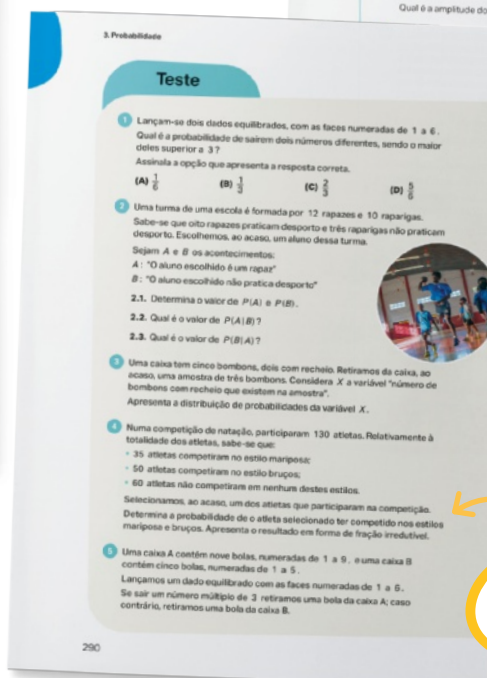 Qual é a amplitude do
3. Probabilidade
Teste
1 Lançam-se dois dados equilibrados, com as faces numeradas de 1 a 6.
Qual é a probabilidade de saírem dois números diferentes, sendo o maior
deles superior a 3?
Assinala a opção que apresenta a resposta correta.
(A) 1/6 (B) 1/3 (C) 2/3 (D) 5/6
2 Uma turma de uma escola é formada por 12 rapazes e 10 raparigas.
Sabe-se que oito rapazes praticam desporto e três raparigas não praticam
desporto. Escolhemos, ao acaso, um aluno dessa turma.
Sejam A e B os acontecimentos:
A: "O aluno escolhido é um rapaz"
B: "O aluno escolhido não pratica desporto"
2.1. Determina o valor de P(A) e P(B).
2.2. Qual é o valor de P(A|B)?
2.3. Qual é o valor de P(B|A)?
3 Uma caixa tem cinco bombons, dois com recheio. Retiramos da caixa, ao
acaso, uma amostra de três bombons. Considera X a variável "número de
bombons com recheio que existem na amostra".
Apresenta a distribuição de probabilidades da variável X.
4 Numa competição de natação, participaram 130 atletas. Relativamente à
totalidade dos atletas, sabe-se que:
• 35 atletas competiram no estilo mariposa;
• 50 atletas competiram no estilo bruços;
• 60 atletas não competiram em nenhum destes estilos.
Selecionamos, ao acaso, um dos atletas que participaram na competição.
Determina a probabilidade de o atleta selecionado ter competido nos estilos
mariposa e bruços. Apresenta o resultado em forma de fração irredutível.
5 Uma caixa A contém nove bolas, numeradas de 1 a 9, e uma caixa B
contém cinco bolas, numeradas de 1 a 5.
Lançamos um dado equilibrado com as faces numeradas de 1 a 6.
Se sair um número múltiplo de 3 retiramos uma bola da caixa A; caso
contrário, retiramos uma bola da caixa B.
290